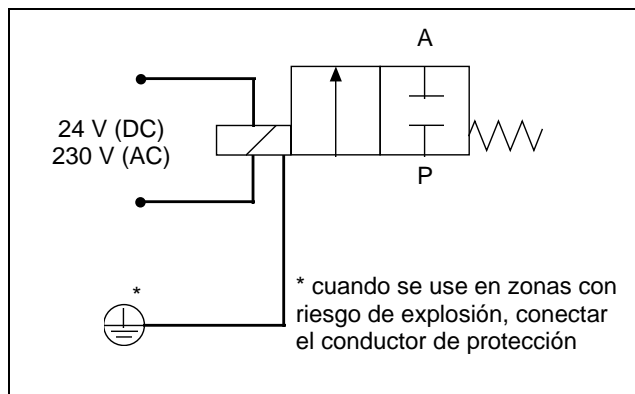 A
24 V (DC)
230 V (AC)
P
*
* cuando se use en zonas con
riesgo de explosión, conectar
el conductor de protección